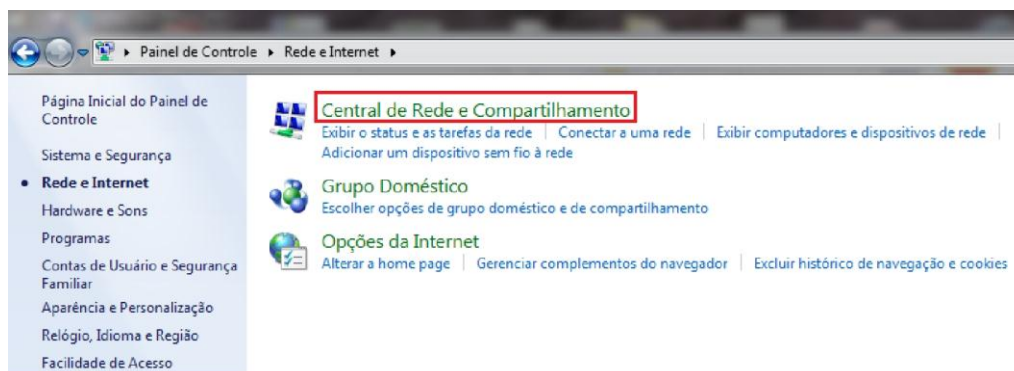 Painel de Controle ▸ Rede e Internet ▸
Página Inicial do Painel de
Controle
Sistema e Segurança
Rede e Internet
Hardware e Sons
Programas
Contas de Usuário e Segurança
Familiar
Aparência e Personalização
Relógio, Idioma e Região
Facilidade de Acesso
Central de Rede e Compartilhamento
Exibir o status e as tarefas da rede | Conectar a uma rede | Exibir computadores e dispositivos de rede |
Adicionar um dispositivo sem fio à rede
Grupo Doméstico
Escolher opções de grupo doméstico e de compartilhamento
Opções da Internet
Alterar a home page | Gerenciar complementos do navegador | Excluir histórico de navegação e cookies